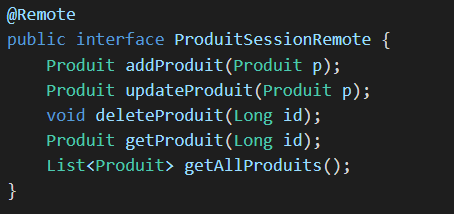 @Remote
public interface ProduitSessionRemote {
    Produit addProduit(Produit p);
    Produit updateProduit(Produit p);
    void deleteProduit(Long id);
    Produit getProduit(Long id);
    List<Produit> getAllProduits();
}